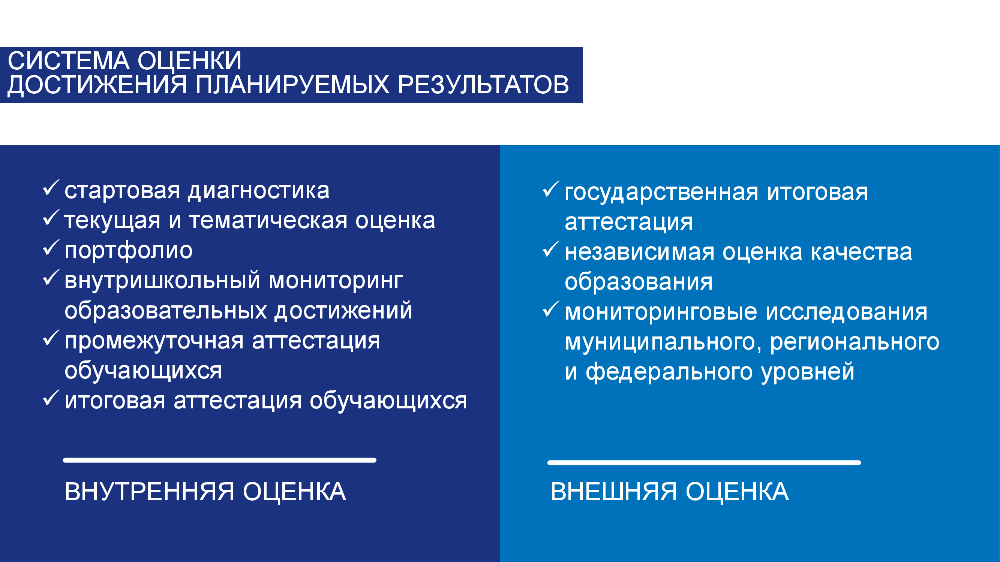 СИСТЕМА ОЦЕНКИ
ДОСТИЖЕНИЯ ПЛАНИРУЕМЫХ РЕЗУЛЬТАТОВ
✓ стартовая диагностика
✓ текущая и тематическая оценка
✓ портфолио
✓ внутришкольный мониторинг
образовательных достижений
✓ промежуточная аттестация
обучающихся
✓ итоговая аттестация обучающихся
ВНУТРЕННЯЯ ОЦЕНКА
✓ государственная итоговая
аттестация
✓ независимая оценка качества
образования
✓ мониторинговые исследования
муниципального, регионального
и федерального уровней
ВНЕШНЯЯ ОЦЕНКА